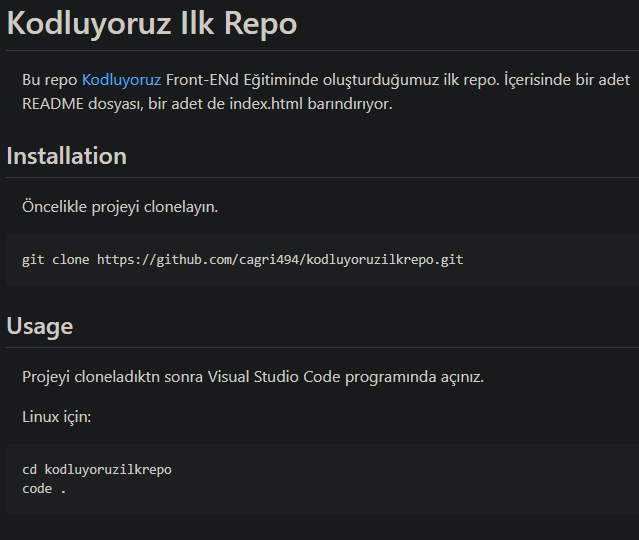 Kodluyoruz Ilk Repo
Bu repo Kodluyoruz Front-ENd Eğitiminde oluşturduğumuz ilk repo. İçerisinde bir adet
README dosyası, bir adet de index.html barındırıyor.
Installation
Öncelikle projeyi clonelayın.
git clone https://github.com/cagri494/kodluyoruzilkrepo.git
Usage
Projeyi cloneladıktn sonra Visual Studio Code programında açınız.
Linux için:
cd kodluyoruzilkrepo
code .